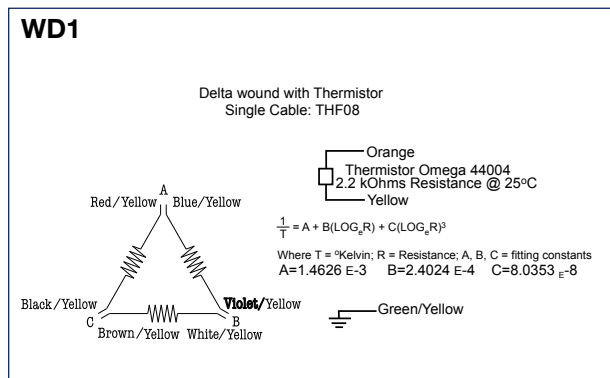 WD1
Delta wound with Thermistor
Single Cable: THF08
Orange
Thermistor Omega 44004
2.2 kOhms Resistance @ 25ºC
Yellow
A
Red/Yellow Blue/Yellow
1/T = A + B(LOGₑR) + C(LOGₑR)³
Where T = ºKelvin; R = Resistance; A, B, C = fitting constants
A=1.4626 E-3 B=2.4024 E-4 C=8.0353 E-8
Black/Yellow Violet/Yellow
C B
Brown/Yellow White/Yellow
Green/Yellow